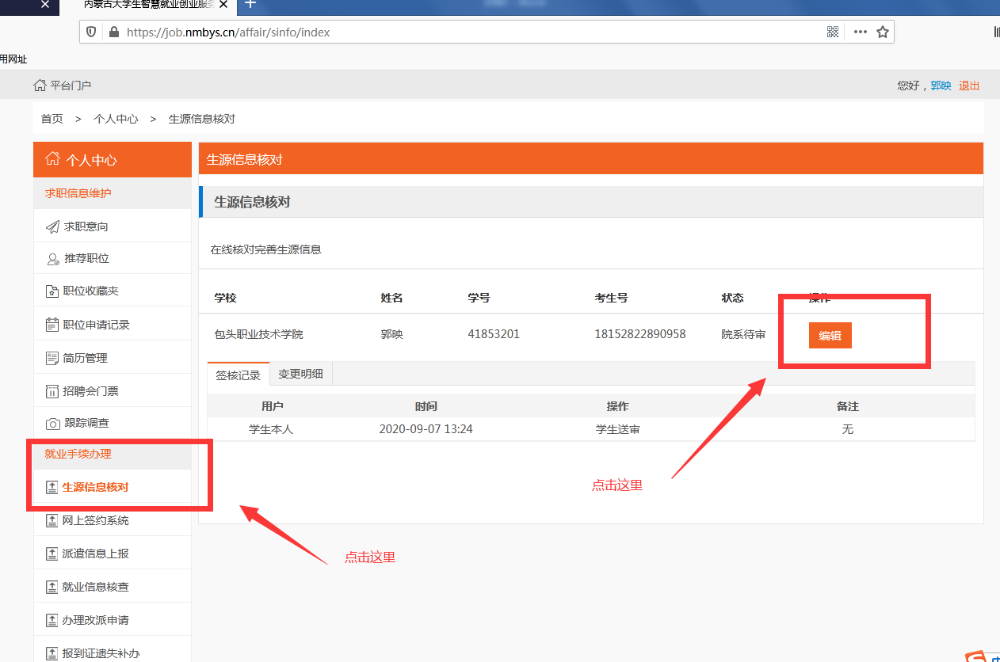 内蒙古大学生智慧就业创业服务
https://job.nmbys.cn/affair/sinfo/index
用网址
平台门户
您好，郭映 退出
首页 > 个人中心 > 生源信息核对
个人中心
求职信息维护
求职意向
推荐职位
职位收藏夹
职位申请记录
简历管理
招聘会门票
跟踪调查
就业手续办理
生源信息核对
网上签约系统
派遣信息上报
就业信息核查
办理改派申请
报到证遗失补办
生源信息核对
生源信息核对
在线核对完善生源信息
学校 姓名 学号 考生号 状态 操作
包头职业技术学院 郭映 41853201 18152822890958 院系待审 编辑
签核记录 变更明细
用户 时间 操作 备注
学生本人 2020-09-07 13:24 学生送审 无
点击这里
点击这里